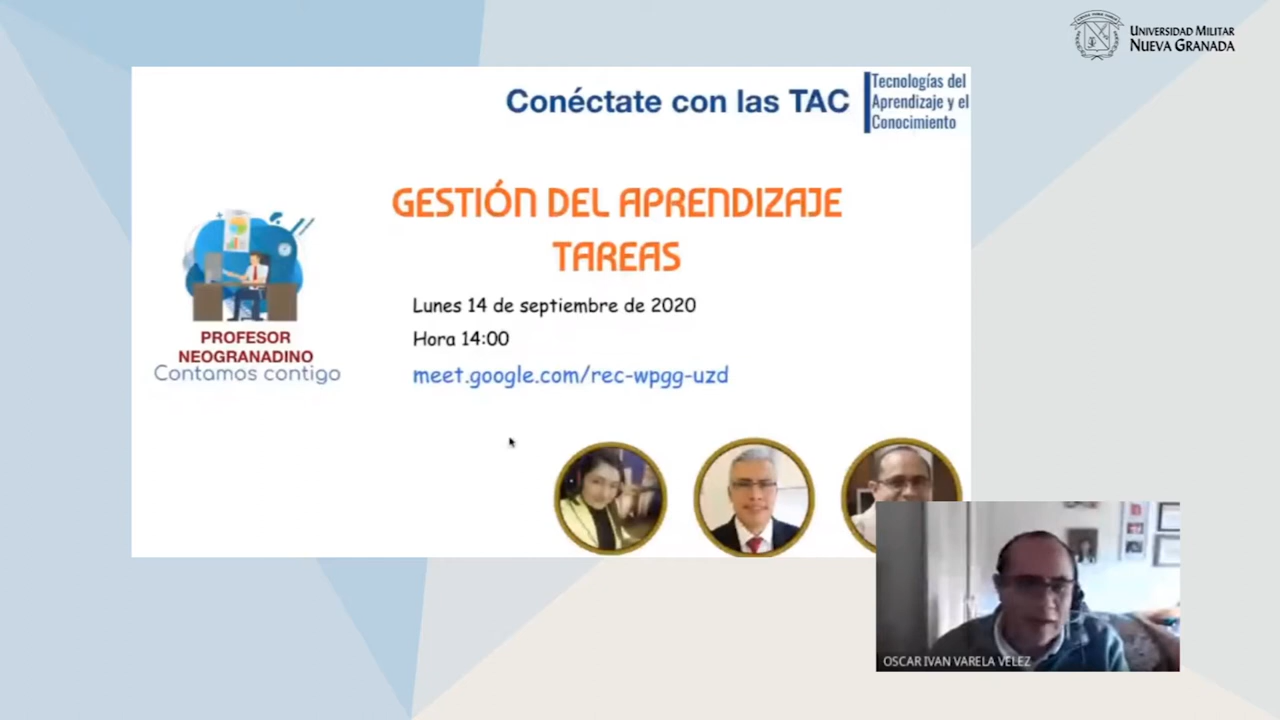 UNIVERSIDAD MILITAR
NUEVA GRANADA
Conéctate con las TAC
Tecnologías del
Aprendizaje y el
Conocimiento
GESTIÓN DEL APRENDIZAJE
TAREAS
Lunes 14 de septiembre de 2020
Hora 14:00
meet.google.com/rec-wpgg-uzd
PROFESOR
NEOGRANADINO
Contamos contigo
OSCAR IVAN VARELA VELEZ